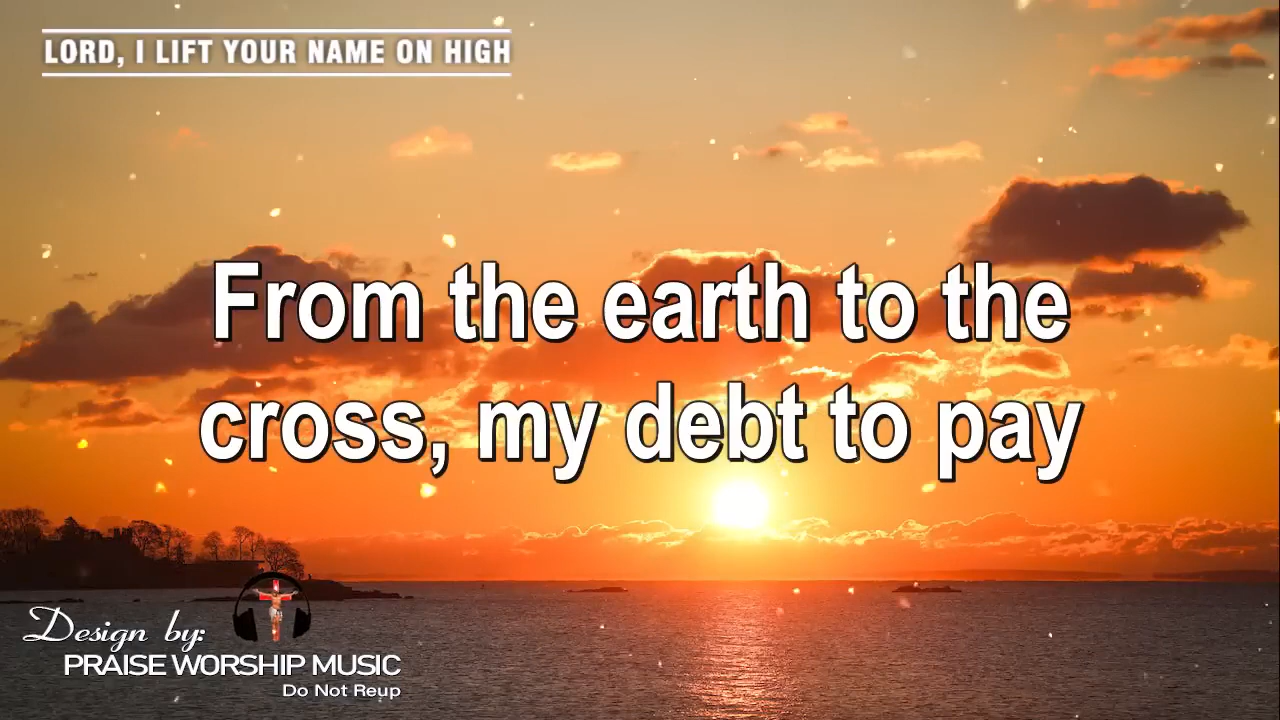 LORD, I LIFT YOUR NAME ON HIGH
From the earth to the
cross, my debt to pay
Design by:
PRAISE WORSHIP MUSIC
Do Not Reup